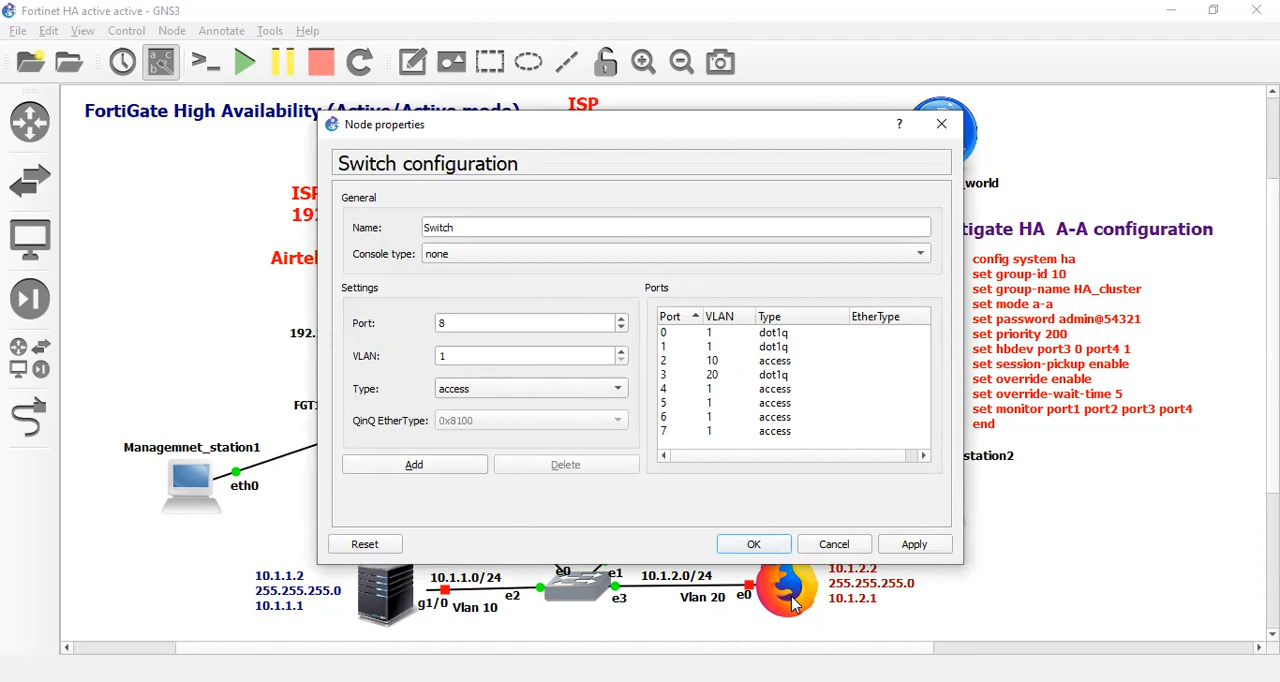 Fortinet HA active active - GNS3
File Edit View Control Node Annotate Tools Help
FortiGate High Availability (Active/Active mode)
ISP
Node properties
?
Switch configuration
General
Name: Switch
Console type: none
Settings
Port: 8
VLAN: 1
Type: access
QinQ EtherType: 0x8100
Add Delete
Ports
Port VLAN Type EtherType
0 1 dot1q
1 1 dot1q
2 10 access
3 20 dot1q
4 1 access
5 1 access
6 1 access
7 1 access
Reset OK Cancel Apply
_world
ISP
192
Airtel
192.
FGT1
Managemnet_station1
eth0
tigate HA A-A configuration
config system ha
set group-id 10
set group-name HA_cluster
set mode a-a
set password admin@54321
set priority 200
set hbdev port3 0 port4 1
set session-pickup enable
set override enable
set override-wait-time 5
set monitor port1 port2 port3 port4
end
station2
10.1.1.2
255.255.255.0
10.1.1.1
10.1.1.0/24
g1/0 Vlan 10
e2
e0
e1
e3
10.1.2.0/24
Vlan 20
e0
10.1.2.2
255.255.255.0
10.1.2.1